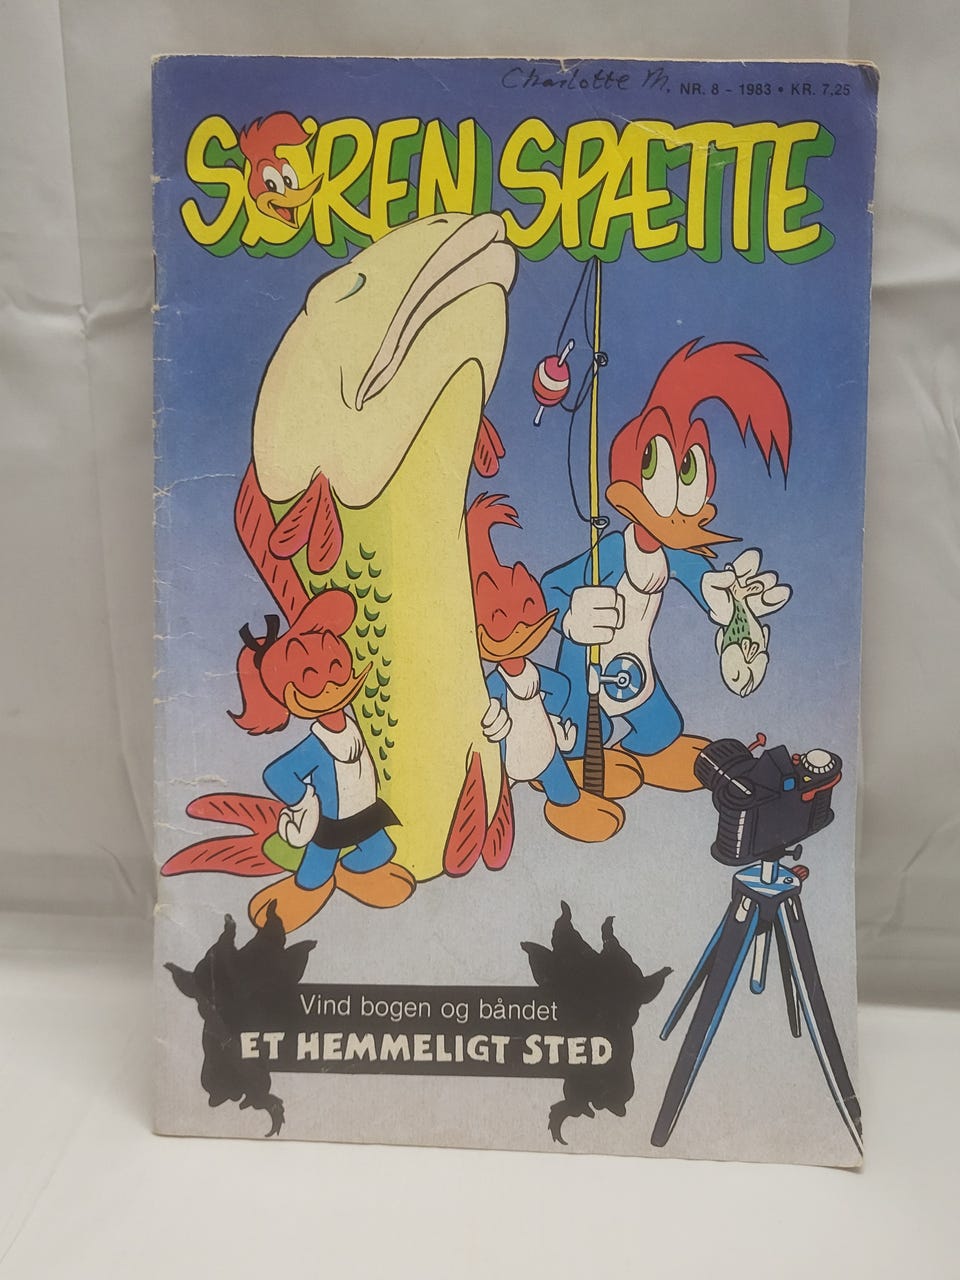 Charlotte M.
NR. 8 - 1983 • KR. 7,25
SØREN SPÆTTE
Vind bogen og båndet
ET HEMMELIGT STED